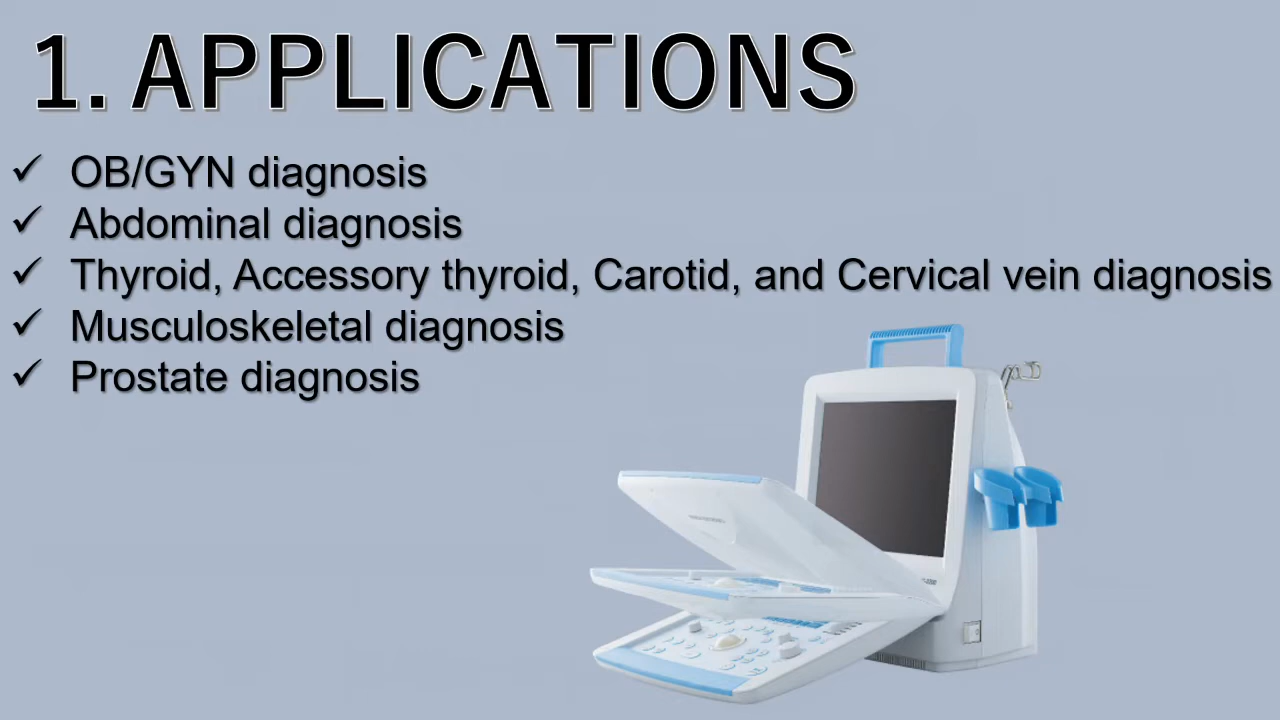 1. APPLICATIONS
✓ OB/GYN diagnosis
✓ Abdominal diagnosis
✓ Thyroid, Accessory thyroid, Carotid, and Cervical vein diagnosis
✓ Musculoskeletal diagnosis
✓ Prostate diagnosis